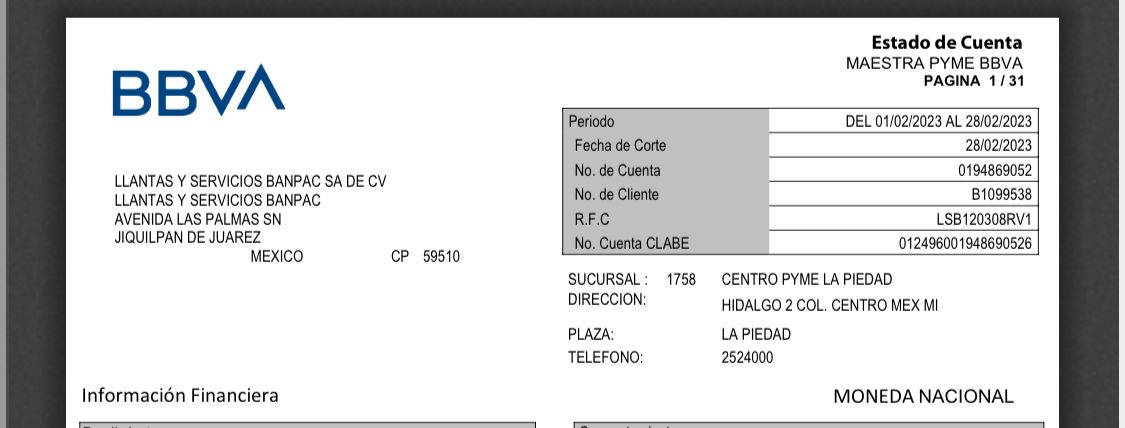 Estado de Cuenta
MAESTRA PYME BBVA
PAGINA 1 / 31
BBVA
Periodo DEL 01/02/2023 AL 28/02/2023
Fecha de Corte 28/02/2023
No. de Cuenta 0194869052
No. de Cliente B1099538
R.F.C LSB120308RV1
No. Cuenta CLABE 012496001948690526
LLANTAS Y SERVICIOS BANPAC SA DE CV
LLANTAS Y SERVICIOS BANPAC
AVENIDA LAS PALMAS SN
JIQUILPAN DE JUAREZ
MEXICO CP 59510
SUCURSAL : 1758 CENTRO PYME LA PIEDAD
DIRECCION: HIDALGO 2 COL. CENTRO MEX MI
PLAZA: LA PIEDAD
TELEFONO: 2524000
Información Financiera
MONEDA NACIONAL